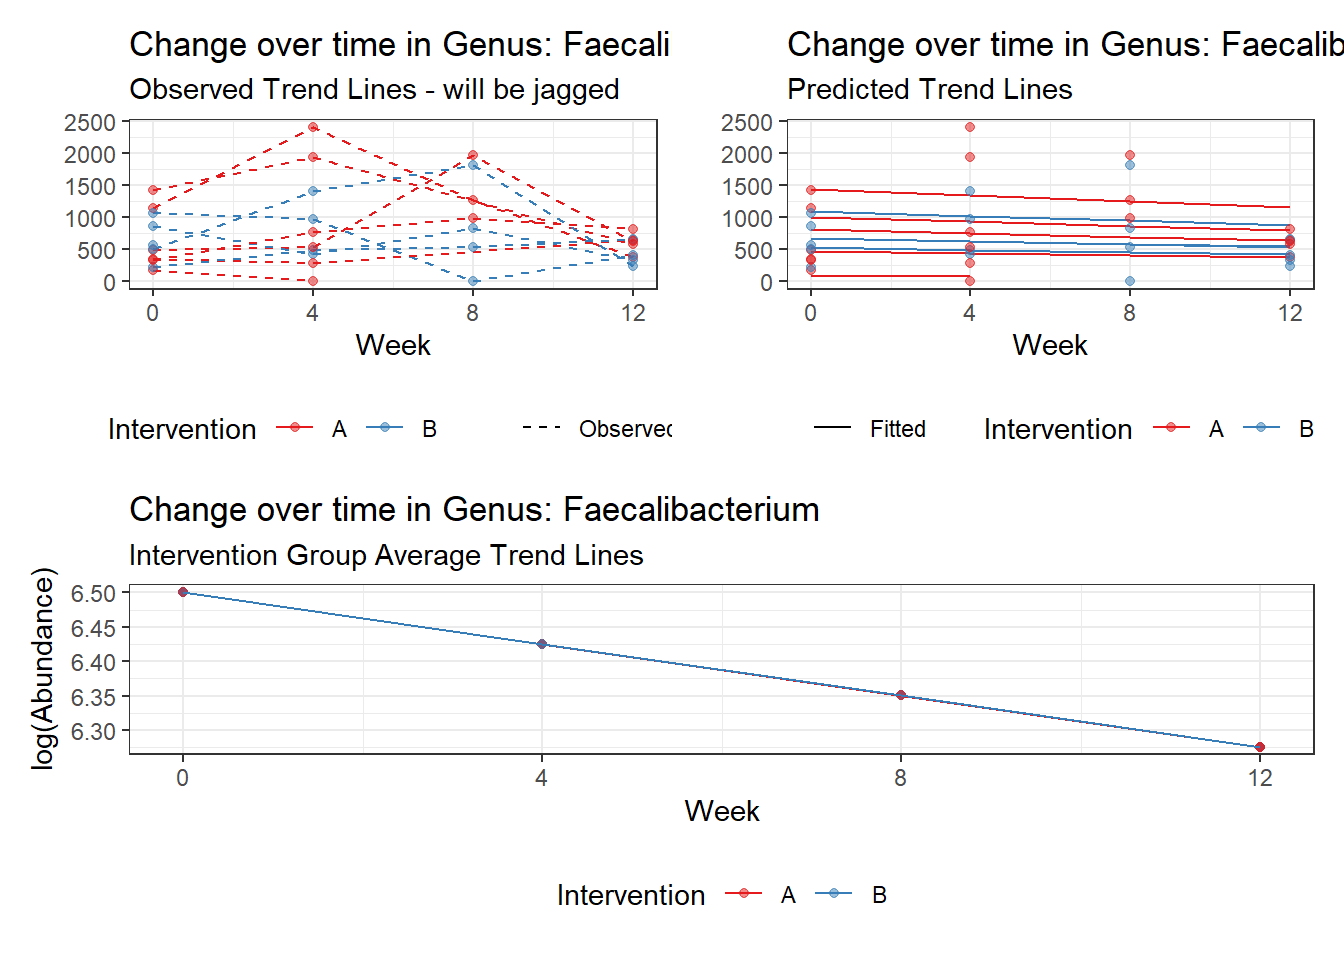 Change over time in Genus: Faecali
Observed Trend Lines - will be jagged
2500
2000
1500
1000
500
0
0 4 8 12
Week
Intervention A B Observed
Change over time in Genus: Faecalib
Predicted Trend Lines
2500
2000
1500
1000
500
0
0 4 8 12
Week
Fitted Intervention A B
Change over time in Genus: Faecalibacterium
Intervention Group Average Trend Lines
log(Abundance)
6.50
6.45
6.40
6.35
6.30
0 4 8 12
Week
Intervention A B